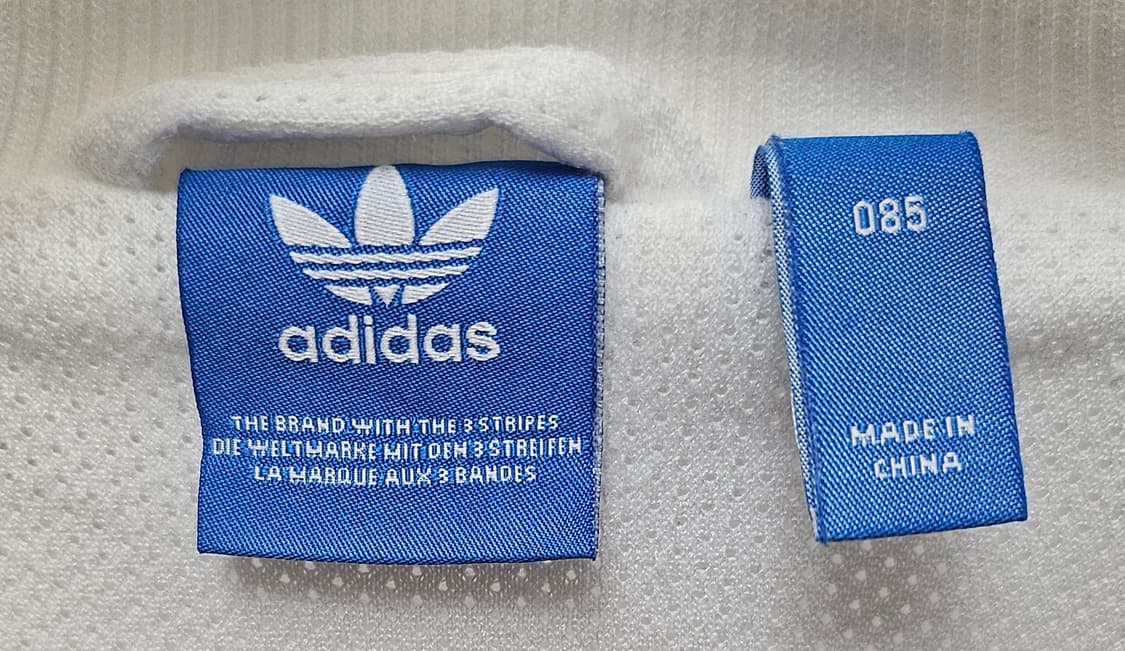 adidas
THE BRAND WITH THE 3 STRIPES
DIE WELTMARKE MIT DEN 3 STREIFEN
LA MARQUE AUX 3 BANDES
085
MADE IN
CHINA